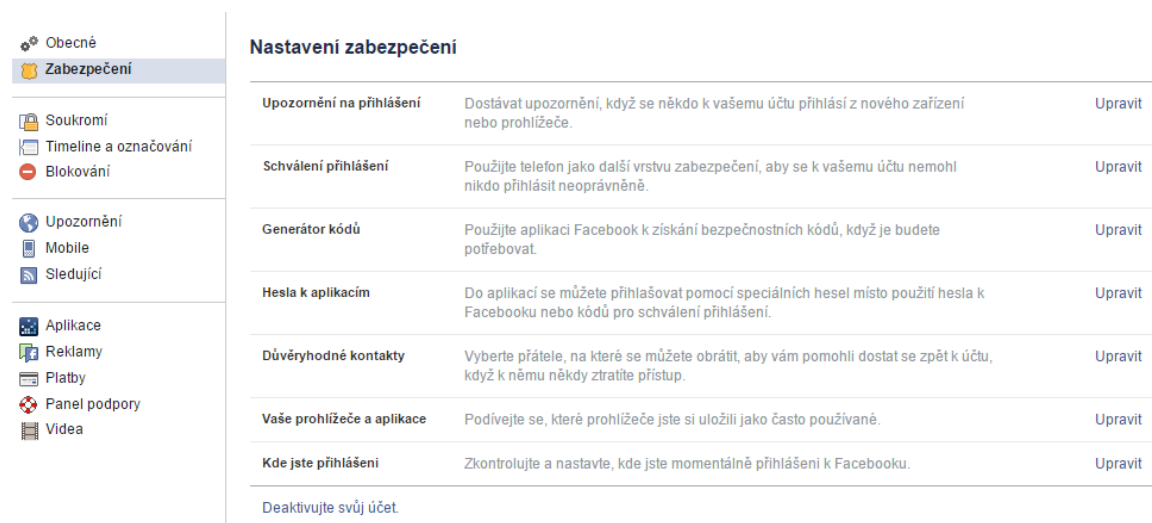 Obecné
Zabezpečení
Soukromí
Timeline a označování
Blokování
Upozornění
Mobile
Sledující
Aplikace
Reklamy
Platby
Panel podpory
Videa
Nastavení zabezpečení
Upozornění na přihlášení
Dostávat upozornění, když se někdo k vašemu účtu přihlásí z nového zařízení
nebo prohlížeče.
Upravit
Schválení přihlášení
Použijte telefon jako další vrstvu zabezpečení, aby se k vašemu účtu nemohl
nikdo přihlásit neoprávněně.
Upravit
Generátor kódů
Použijte aplikaci Facebook k získání bezpečnostních kódů, když je budete
potřebovat.
Upravit
Hesla k aplikacím
Do aplikací se můžete přihlašovat pomocí speciálních hesel místo použití hesla k
Facebooku nebo kódů pro schválení přihlášení.
Upravit
Důvěryhodné kontakty
Vyberte přátele, na které se můžete obrátit, aby vám pomohli dostat se zpět k účtu,
když k němu někdy ztratíte přístup.
Upravit
Vaše prohlížeče a aplikace
Podívejte se, které prohlížeče jste si uložili jako často používané.
Upravit
Kde jste přihlášeni
Zkontrolujte a nastavte, kde jste momentálně přihlášeni k Facebooku.
Upravit
Deaktivujte svůj účet.